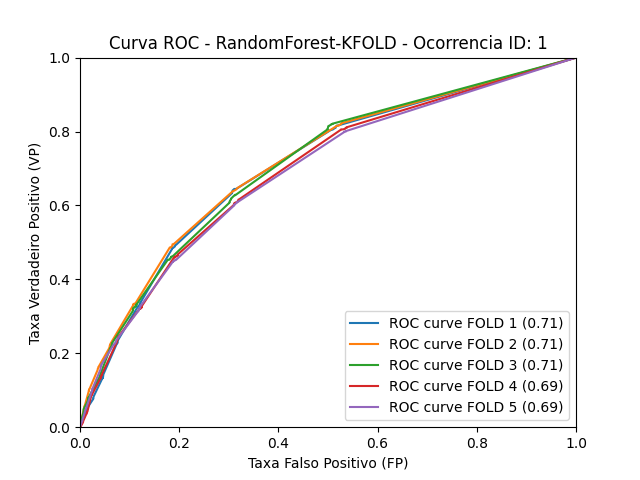 Curva ROC - RandomForest-KFOLD - Ocorrencia ID: 1
1.0
0.8
0.6
0.4
0.2
0.0
Taxa Verdadeiro Positivo (VP)
ROC curve FOLD 1 (0.71)
ROC curve FOLD 2 (0.71)
ROC curve FOLD 3 (0.71)
ROC curve FOLD 4 (0.69)
ROC curve FOLD 5 (0.69)
0.0 0.2 0.4 0.6 0.8 1.0
Taxa Falso Positivo (FP)